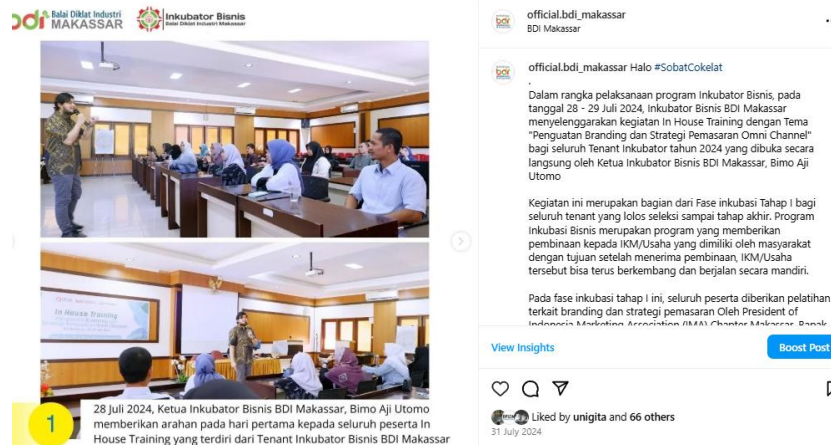 bdi Balai Diklat Industri
MAKASSAR
Inkubator Bisnis
Balai Diklat Industri Makassar
In House Training
1
28 Juli 2024, Ketua Inkubator Bisnis BDI Makassar, Bimo Aji Utomo
memberikan arahan pada hari pertama kepada seluruh peserta In
House Training yang terdiri dari Tenant Inkubator Bisnis BDI Makassar
official.bdi_makassar
BDI Makassar
official.bdi_makassar Halo #SobatCokelat
.
Dalam rangka pelaksanaan program Inkubator Bisnis, pada
tanggal 28 - 29 Juli 2024, Inkubator Bisnis BDI Makassar
menyelenggarakan kegiatan In House Training dengan Tema
"Penguatan Branding dan Strategi Pemasaran Omni Channel"
bagi seluruh Tenant Inkubator tahun 2024 yang dibuka secara
langsung oleh Ketua Inkubator Bisnis BDI Makassar, Bimo Aji
Utomo
Kegiatan ini merupakan bagian dari Fase inkubasi Tahap I bagi
seluruh tenant yang lolos seleksi sampai tahap akhir. Program
Inkubasi Bisnis merupakan program yang memberikan
pembinaan kepada IKM/Usaha yang dimiliki oleh masyarakat
dengan tujuan setelah menerima pembinaan, IKM/Usaha
tersebut bisa terus berkembang dan berjalan secara mandiri.
Pada fase inkubasi tahap I ini, seluruh peserta diberikan pelatihan
terkait branding dan strategi pemasaran Oleh President of
Indonesia Marketing Association (IMA) Chapter Makassar, Bapak
View Insights
Boost Post
Liked by unigita and 66 others
31 July 2024